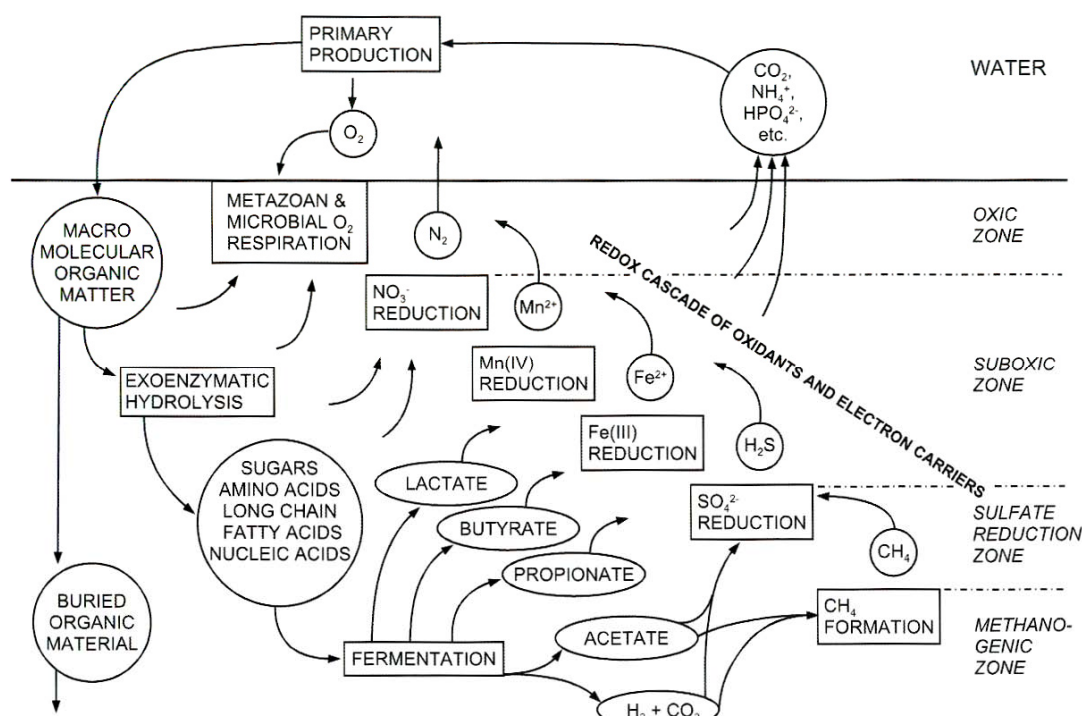 PRIMARY
PRODUCTION
CO₂,
NH₄⁺,
HPO₄²⁻,
etc.
WATER
O₂
METAZOAN &
MICROBIAL O₂
RESPIRATION
N₂
OXIC
ZONE
MACRO
MOLECULAR
ORGANIC
MATTER
NO₃⁻
REDUCTION
Mn²⁺
REDOX CASCADE OF OXIDANTS AND ELECTRON CARRIERS
EXOENZYMATIC
HYDROLYSIS
Mn(IV)
REDUCTION
Fe²⁺
SUBOXIC
ZONE
Fe(III)
REDUCTION
H₂S
SUGARS
AMINO ACIDS
LONG CHAIN
FATTY ACIDS
NUCLEIC ACIDS
LACTATE
BUTYRATE
PROPIONATE
SO₄²⁻
REDUCTION
CH₄
SULFATE
REDUCTION
ZONE
BURIED
ORGANIC
MATERIAL
FERMENTATION
ACETATE
CH₄
FORMATION
METHANO-
GENIC
ZONE
H₂ + CO₂